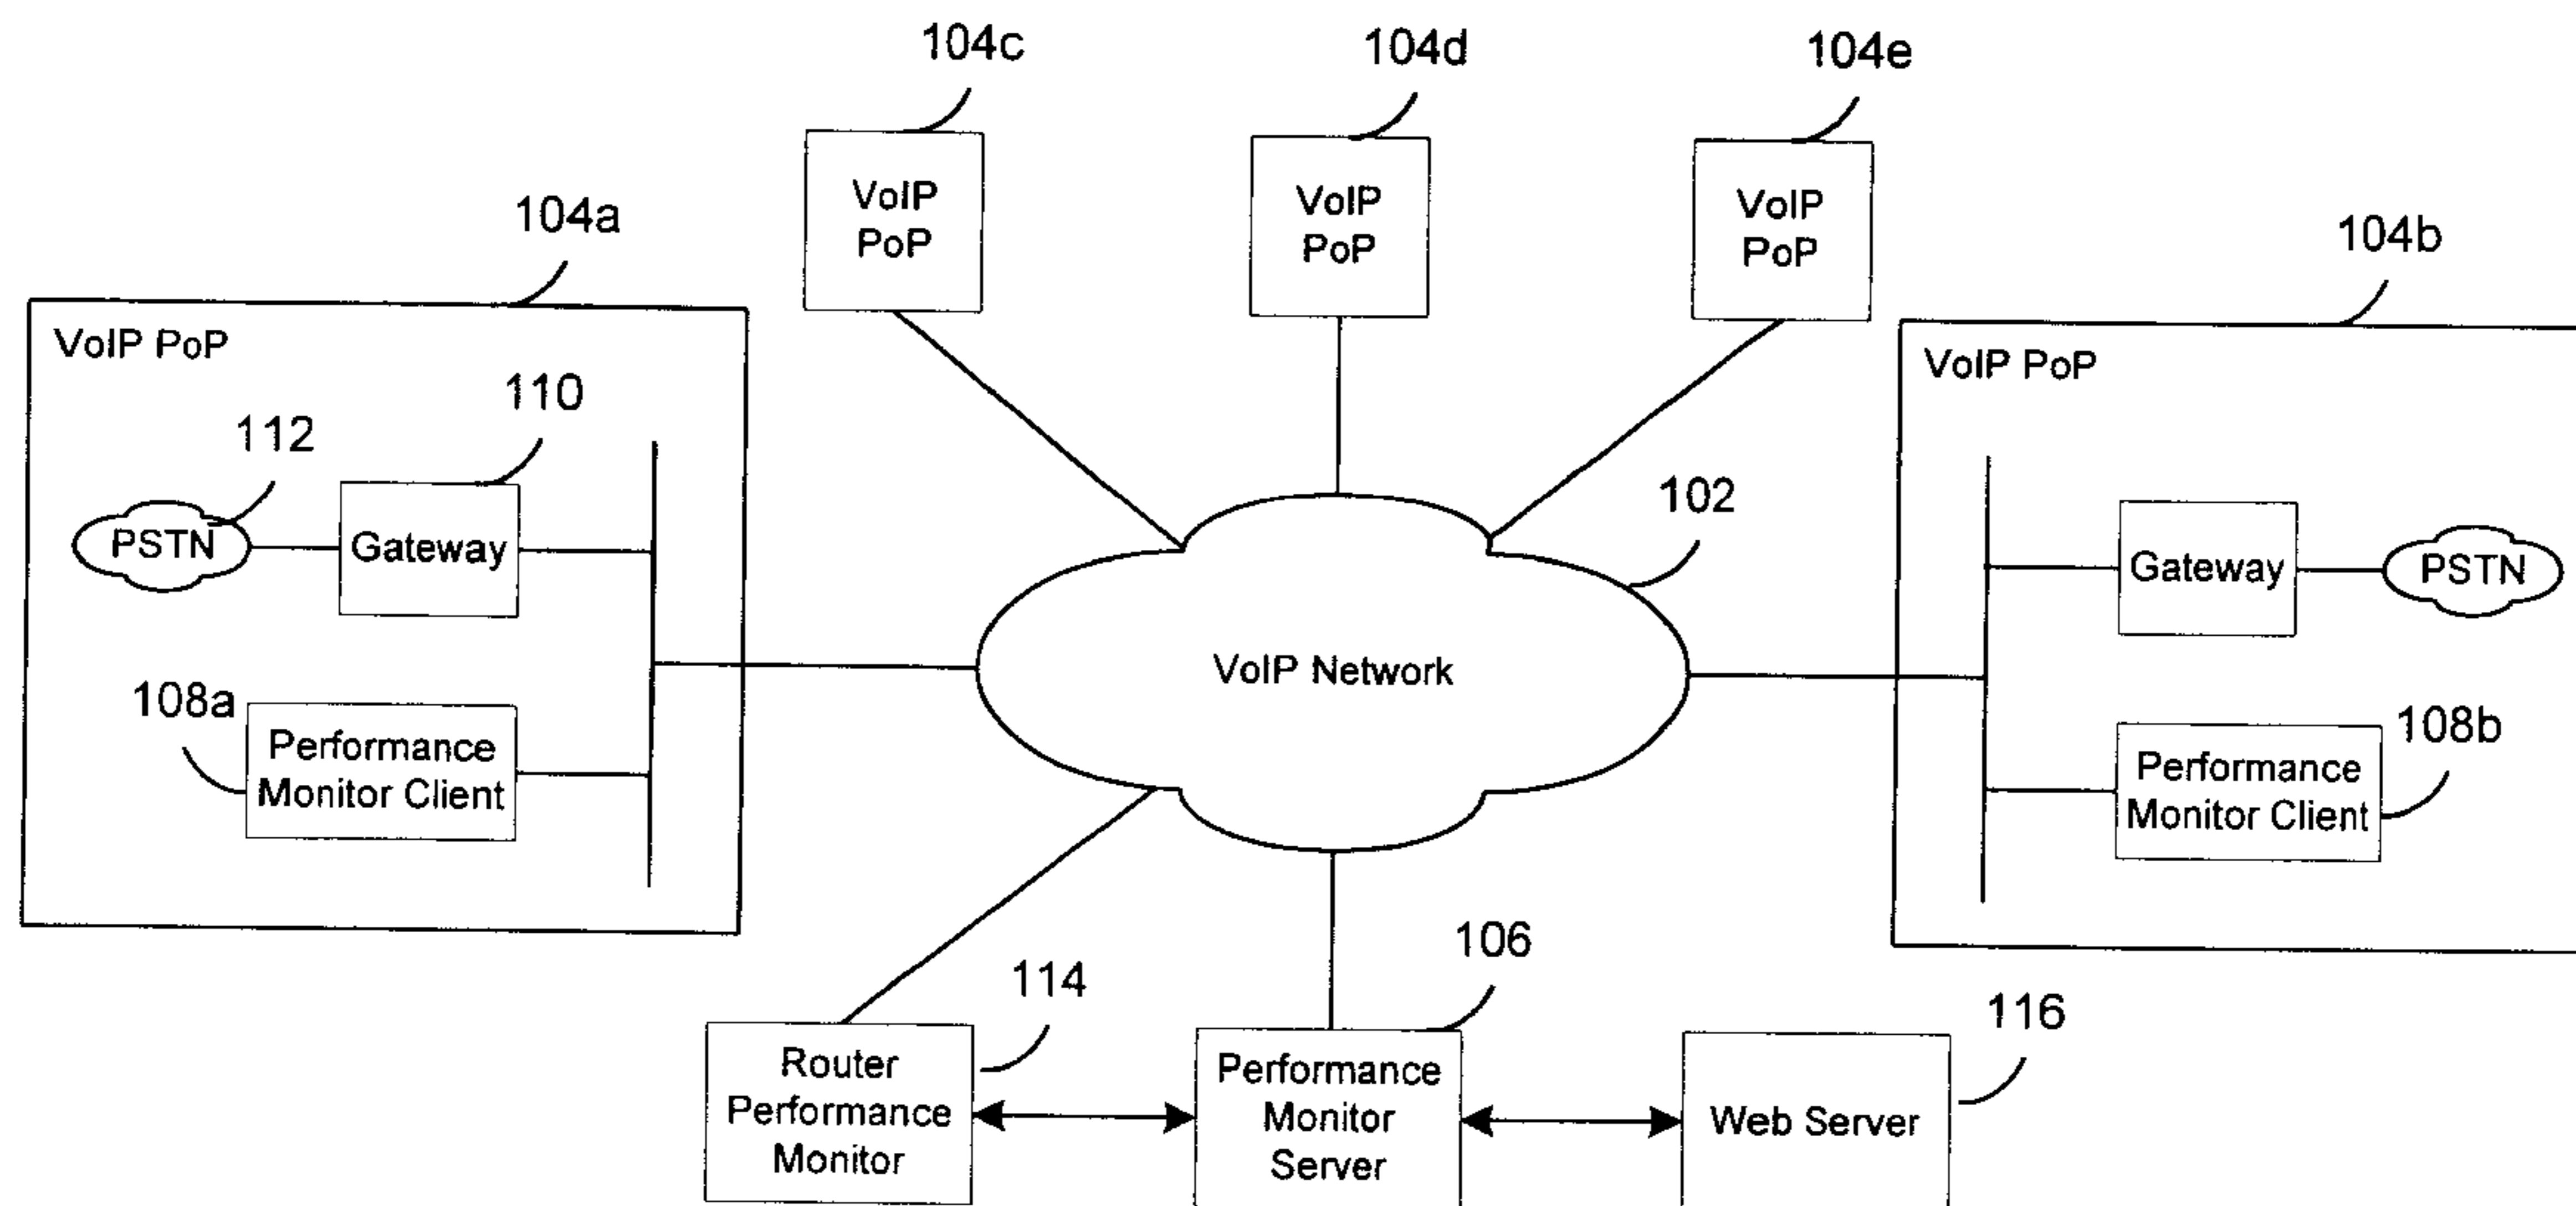 104c
104d
104e
VoIP
PoP
VoIP
PoP
VoIP
PoP
104a
104b
VoIP PoP
VoIP PoP
110
112
102
PSTN
Gateway
Gateway
PSTN
VoIP Network
108a
Performance
Monitor Client
Performance
Monitor Client
108b
106
114
116
Router
Performance
Monitor
Performance
Monitor
Server
Web Server